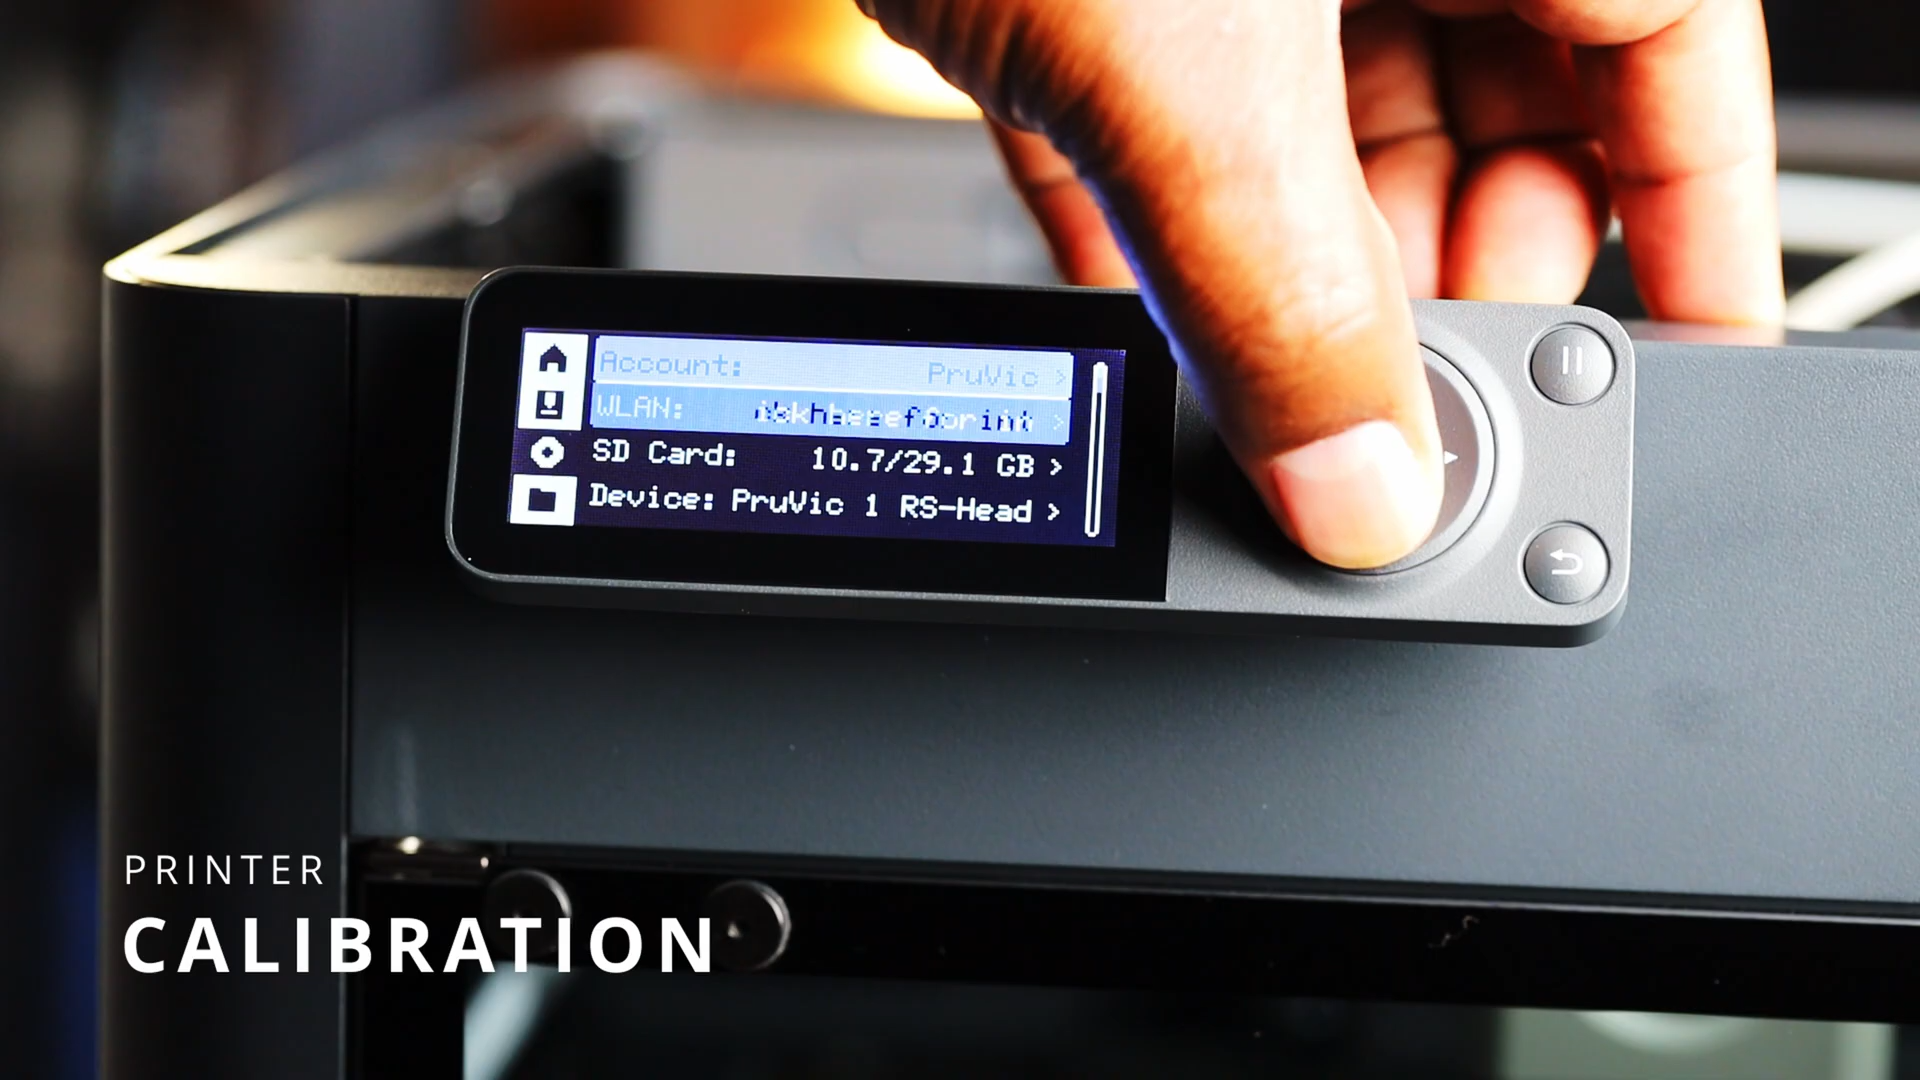 Account: PruVic >
WLAN: >
SD Card: 10.7/29.1 GB >
Device: PruVic 1 RS-Head >
PRINTER
CALIBRATION